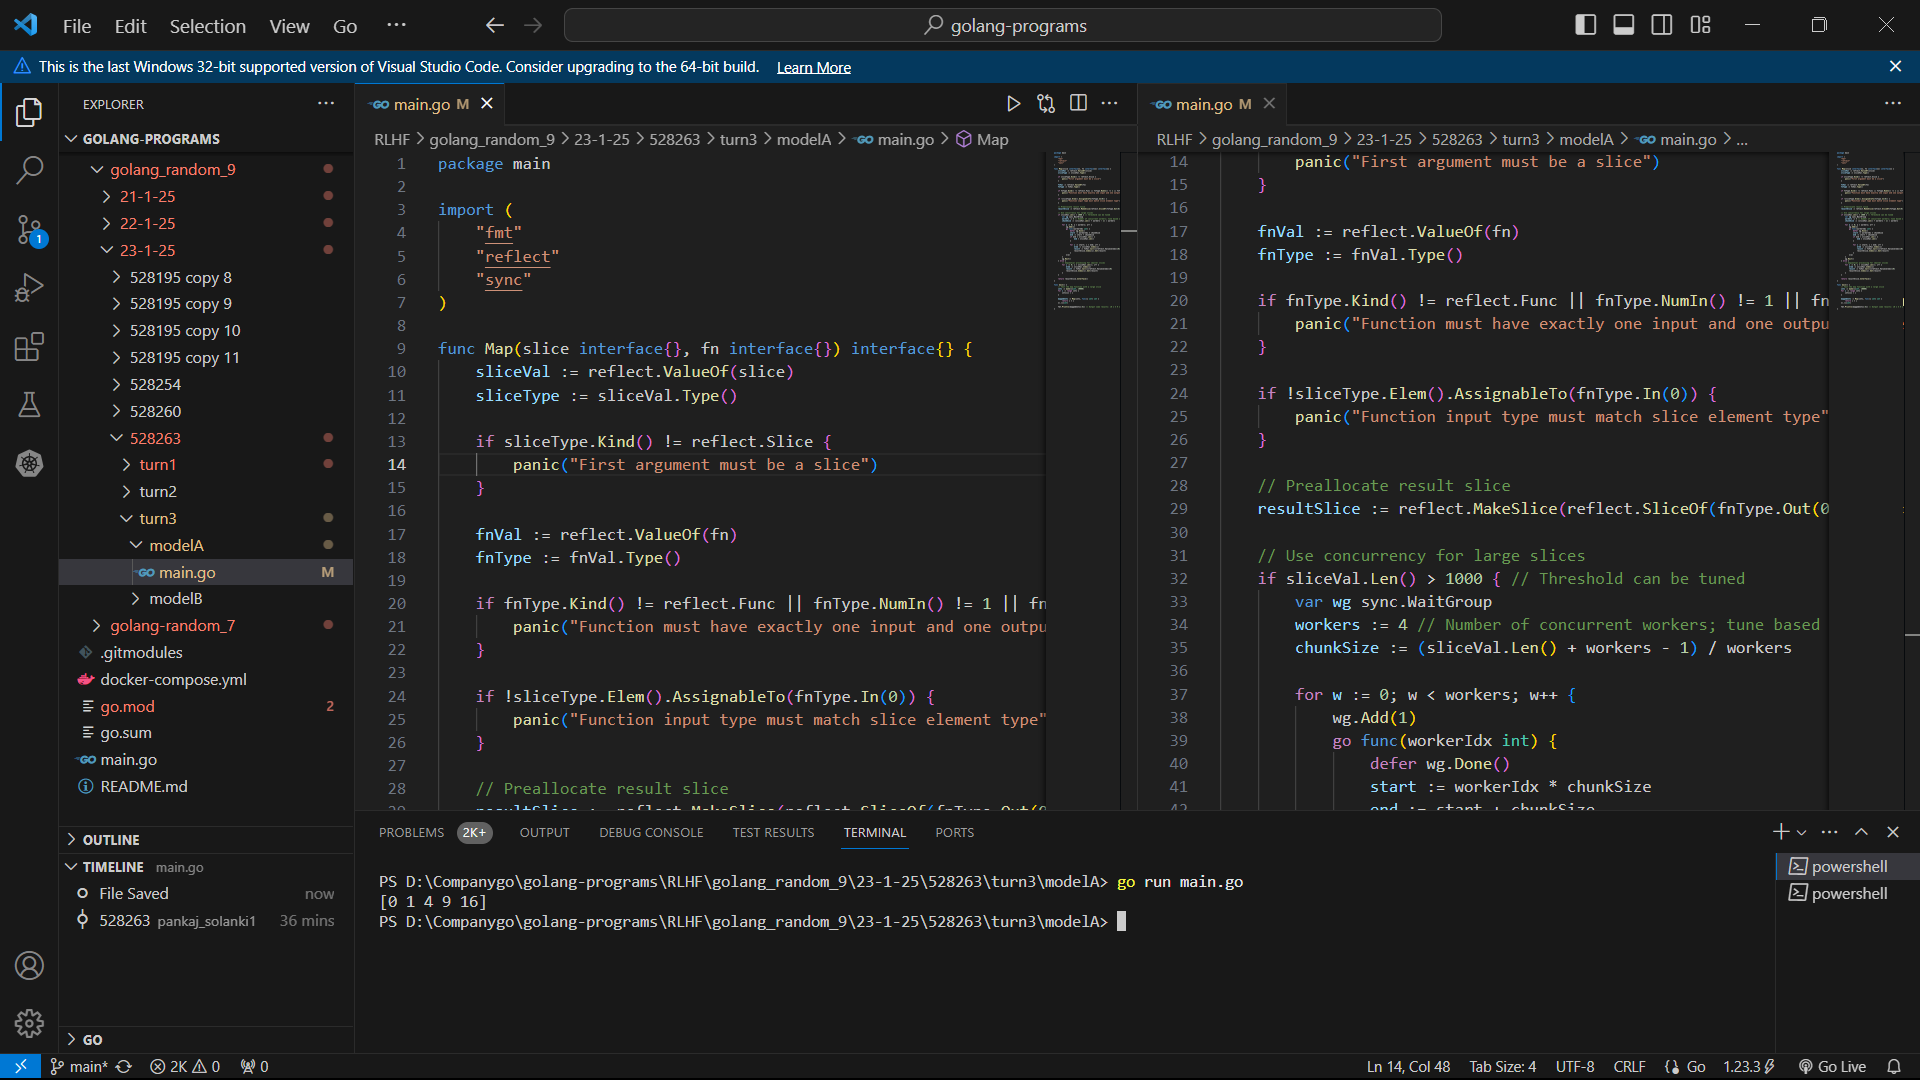 File Edit Selection View Go ...
golang-programs
This is the last Windows 32-bit supported version of Visual Studio Code. Consider upgrading to the 64-bit build. Learn More
EXPLORER
GOLANG-PROGRAMS
golang_random_9
21-1-25
22-1-25
23-1-25
528195 copy 8
528195 copy 9
528195 copy 10
528195 copy 11
528254
528260
528263
turn1
turn2
turn3
modelA
main.go M
modelB
golang-random_7
.gitmodules
docker-compose.yml
go.mod 2
go.sum
main.go
README.md
OUTLINE
TIMELINE main.go
File Saved now
528263 pankaj_solanki1 36 mins
GO
1
main.go M
RLHF > golang_random_9 > 23-1-25 > 528263 > turn3 > modelA > main.go > Map
1 package main
2
3 import (
4 "fmt"
5 "reflect"
6 "sync"
7 )
8
9 func Map(slice interface{}, fn interface{}) interface{} {
10 sliceVal := reflect.ValueOf(slice)
11 sliceType := sliceVal.Type()
12
13 if sliceType.Kind() != reflect.Slice {
14 panic("First argument must be a slice")
15 }
16
17 fnVal := reflect.ValueOf(fn)
18 fnType := fnVal.Type()
19
20 if fnType.Kind() != reflect.Func || fnType.NumIn() != 1 || fn
21 panic("Function must have exactly one input and one outpu
22 }
23
24 if !sliceType.Elem().AssignableTo(fnType.In(0)) {
25 panic("Function input type must match slice element type"
26 }
27
28 // Preallocate result slice
main.go M
RLHF > golang_random_9 > 23-1-25 > 528263 > turn3 > modelA > main.go > ...
14 panic("First argument must be a slice")
15 }
16
17 fnVal := reflect.ValueOf(fn)
18 fnType := fnVal.Type()
19
20 if fnType.Kind() != reflect.Func || fnType.NumIn() != 1 || fn
21 panic("Function must have exactly one input and one outpu
22 }
23
24 if !sliceType.Elem().AssignableTo(fnType.In(0)) {
25 panic("Function input type must match slice element type"
26 }
27
28 // Preallocate result slice
29 resultSlice := reflect.MakeSlice(reflect.SliceOf(fnType.Out(0
30
31 // Use concurrency for large slices
32 if sliceVal.Len() > 1000 { // Threshold can be tuned
33 var wg sync.WaitGroup
34 workers := 4 // Number of concurrent workers; tune based
35 chunkSize := (sliceVal.Len() + workers - 1) / workers
36
37 for w := 0; w < workers; w++ {
38 wg.Add(1)
39 go func(workerIdx int) {
40 defer wg.Done()
41 start := workerIdx * chunkSize
42 end := start + chunkSize
PROBLEMS 2K+ OUTPUT DEBUG CONSOLE TEST RESULTS TERMINAL PORTS
PS D:\Companygo\golang-programs\RLHF\golang_random_9\23-1-25\528263\turn3\modelA> go run main.go
[0 1 4 9 16]
PS D:\Companygo\golang-programs\RLHF\golang_random_9\23-1-25\528263\turn3\modelA>
powershell
powershell
main* 2K 0 0 Ln 14, Col 48 Tab Size: 4 UTF-8 CRLF Go 1.23.3 Go Live